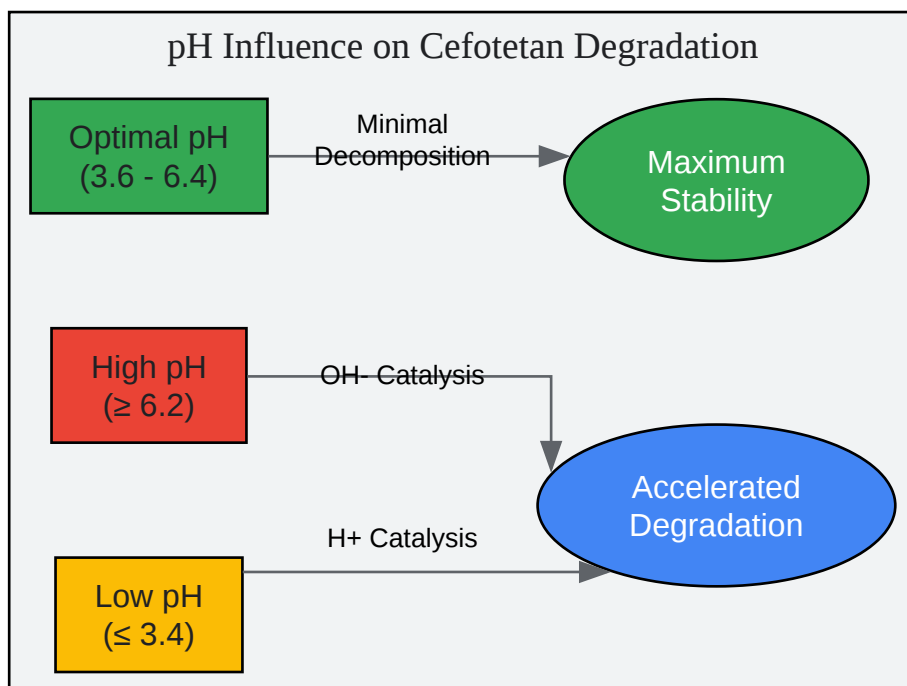 pH Influence on Cefotetan Degradation
Optimal pH
(3.6 - 6.4)
Minimal
Decomposition
Maximum
Stability
High pH
(≥ 6.2)
OH- Catalysis
Accelerated
Degradation
H+ Catalysis
Low pH
(≤ 3.4)